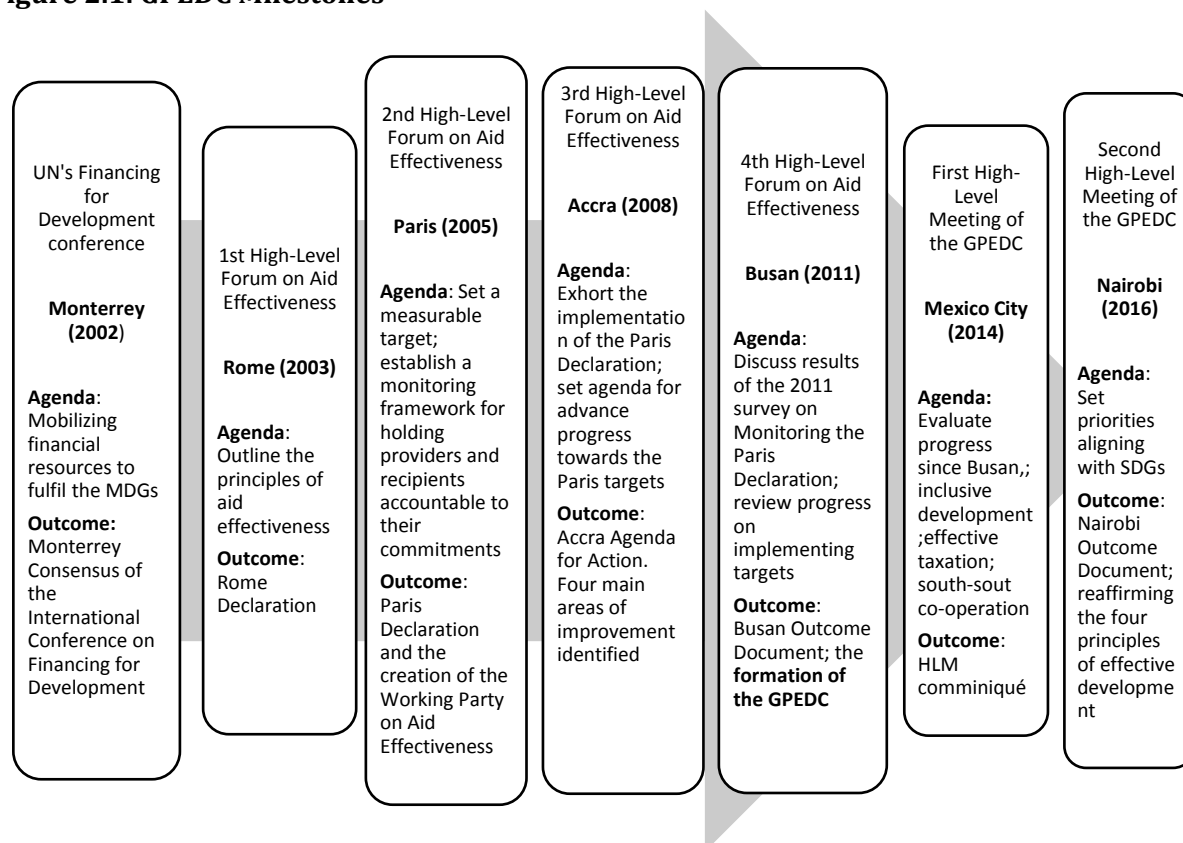 Figure 2.1. GPEDC Milestones
UN's Financing
for
Development
conference
Monterrey
(2002)
Agenda:
Mobilizing
financial
resources to
fulfil the MDGs
Outcome:
Monterrey
Consensus of
the
International
Conference on
Financing for
Development
1st High-Level
Forum on Aid
Effectiveness
Rome (2003)
Agenda:
Outline the
principles of
aid
effectiveness
Outcome:
Rome
Declaration
2nd High-Level
Forum on Aid
Effectiveness
Paris (2005)
Agenda: Set a
measurable
target;
establish a
monitoring
framework for
holding
providers and
recipients
accountable to
their
commitments
Outcome:
Paris
Declaration
and the
creation of the
Working Party
on Aid
Effectiveness
3rd High-Level
Forum on Aid
Effectiveness
Accra (2008)
Agenda:
Exhort the
implementatio
n of the Paris
Declaration;
set agenda for
advance
progress
towards the
Paris targets
Outcome:
Accra Agenda
for Action.
Four main
areas of
improvement
identified
4th High-Level
Forum on Aid
Effectiveness
Busan (2011)
Agenda:
Discuss results
of the 2011
survey on
Monitoring the
Paris
Declaration;
review progress
on
implementing
targets
Outcome:
Busan Outcome
Document; the
formation of
the GPEDC
First High-
Level
Meeting of
the GPEDC
Mexico City
(2014)
Agenda:
Evaluate
progress
since Busan,;
inclusive
development
;effective
taxation;
south-sout
co-operation
Outcome:
HLM
comminiqué
Second
High-Level
Meeting of
the GPEDC
Nairobi
(2016)
Agenda:
Set
priorities
aligning
with SDGs
Outcome:
Nairobi
Outcome
Document;
reaffirming
the four
principles
of effective
developme
nt